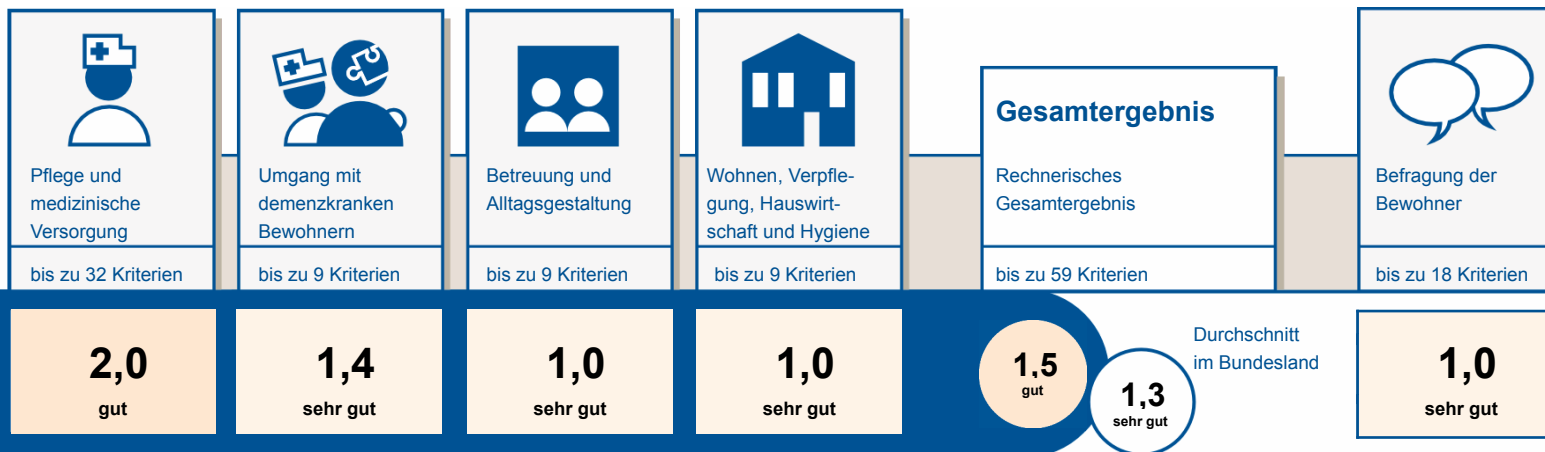 Pflege und
medizinische
Versorgung
bis zu 32 Kriterien
2,0
gut
Umgang mit
demenzkranken
Bewohnern
bis zu 9 Kriterien
1,4
sehr gut
Betreuung und
Alltagsgestaltung
bis zu 9 Kriterien
1,0
sehr gut
Wohnen, Verpfle-
gung, Hauswirt-
schaft und Hygiene
bis zu 9 Kriterien
1,0
sehr gut
Gesamtergebnis
Rechnerisches
Gesamtergebnis
bis zu 59 Kriterien
1,5
gut
Durchschnitt
im Bundesland
1,3
sehr gut
Befragung der
Bewohner
bis zu 18 Kriterien
1,0
sehr gut